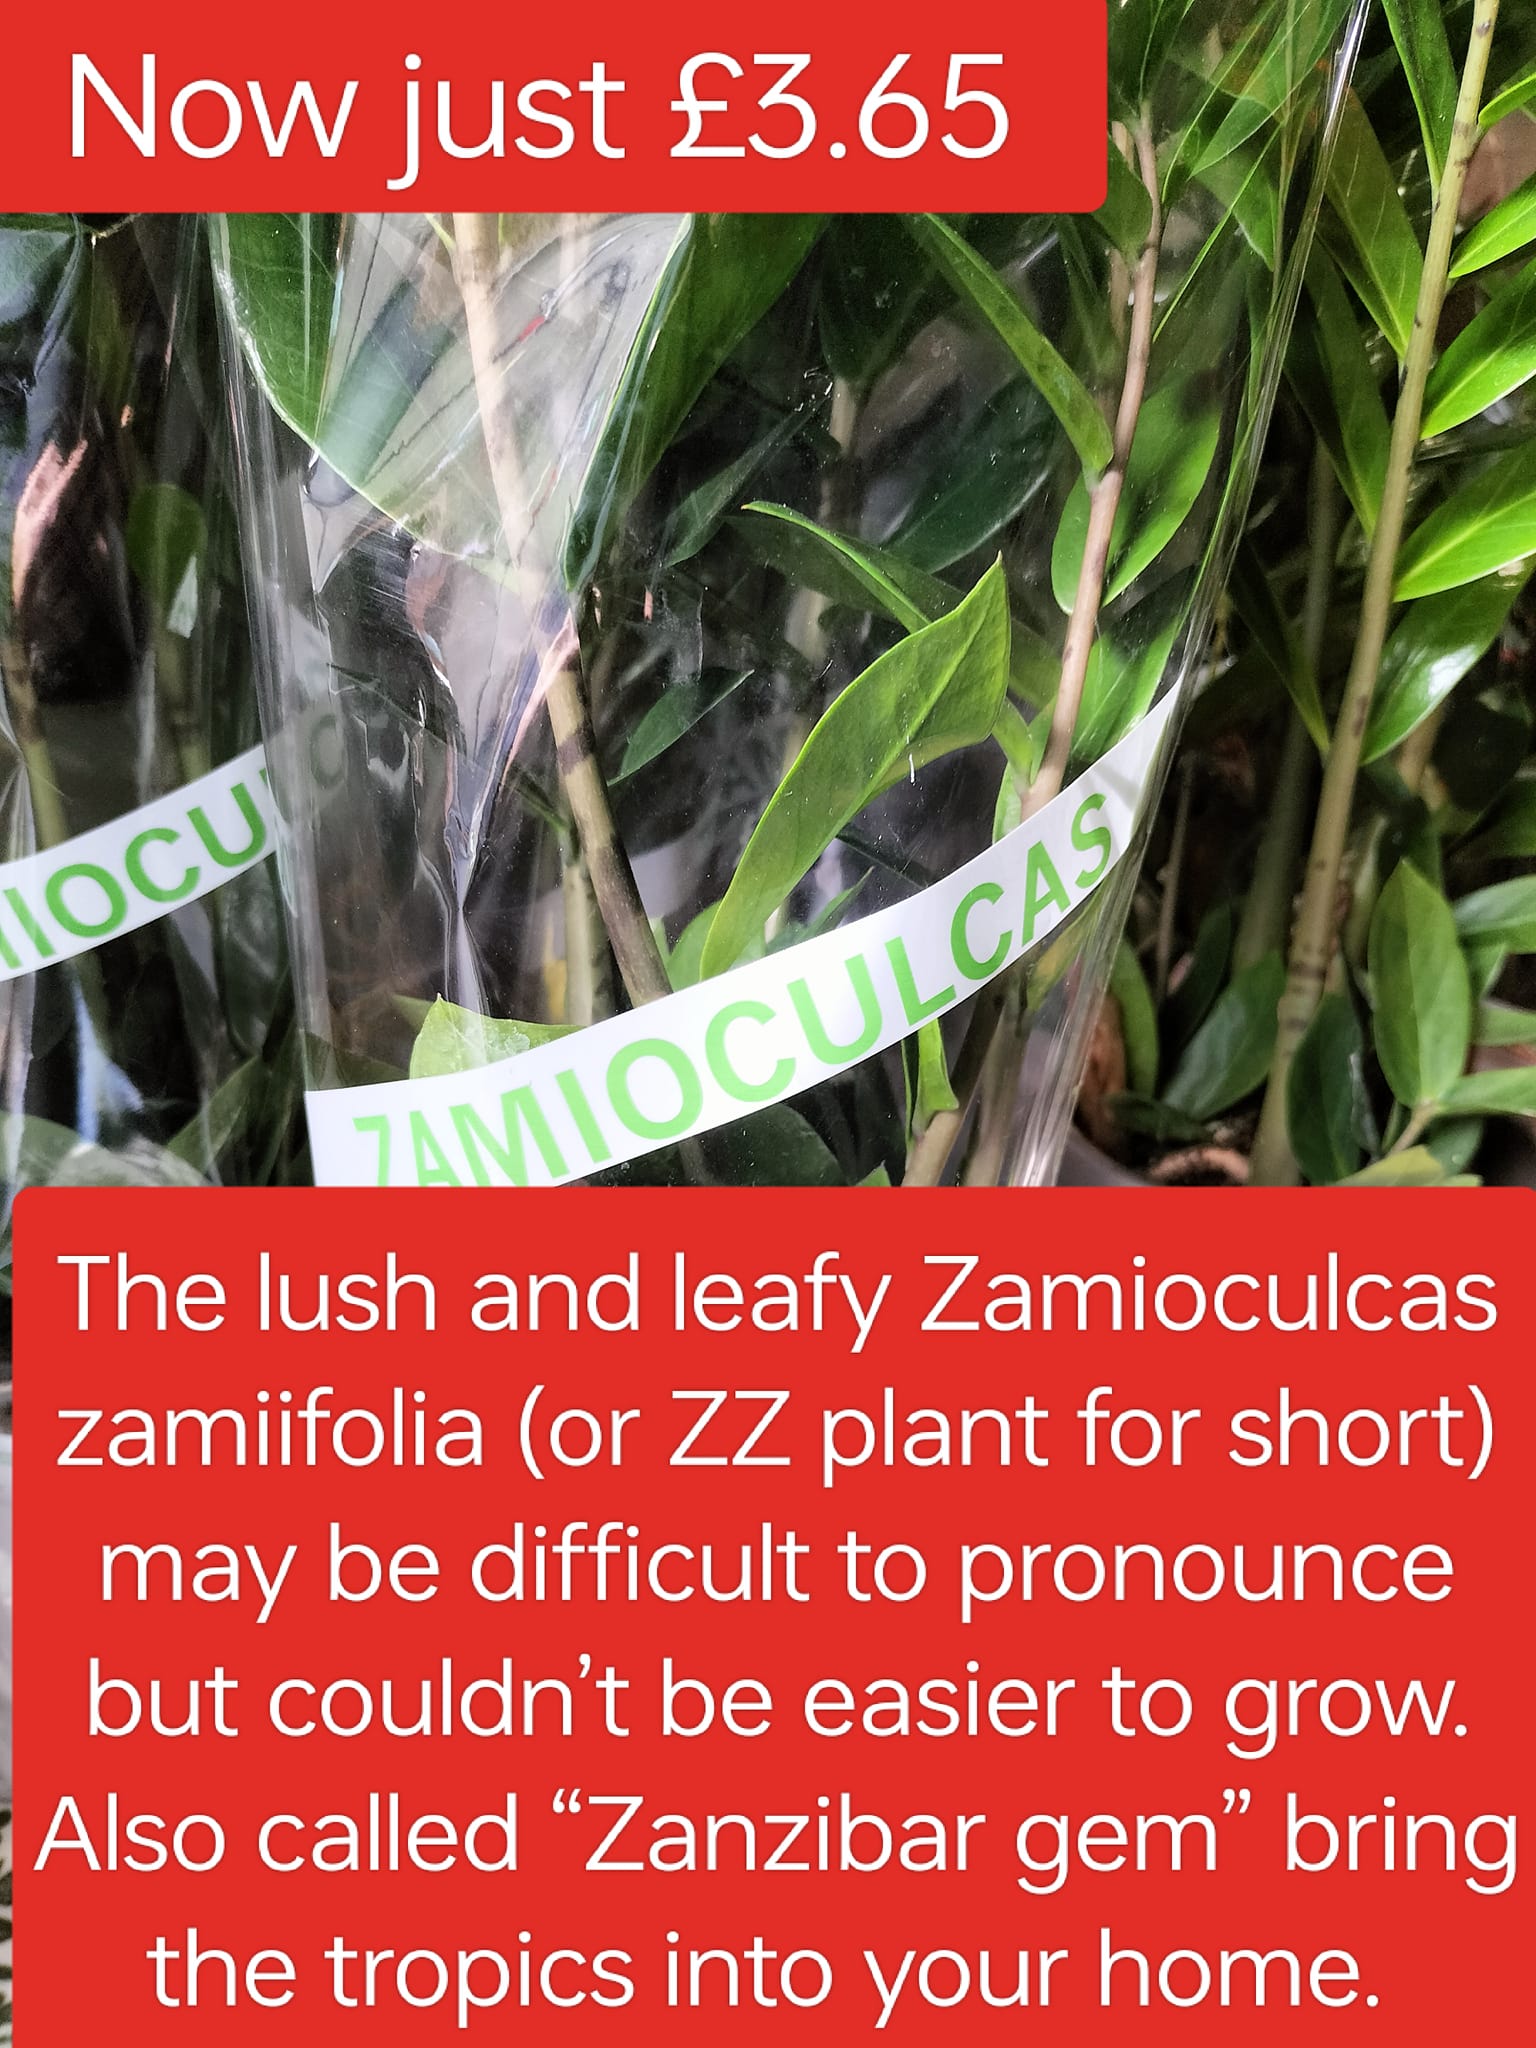 Now just £3.65
IOCU
ZAMIOCULCAS
The lush and leafy Zamioculcas
zamiifolia (or ZZ plant for short)
may be difficult to pronounce
but couldn’t be easier to grow.
Also called “Zanzibar gem” bring
the tropics into your home.